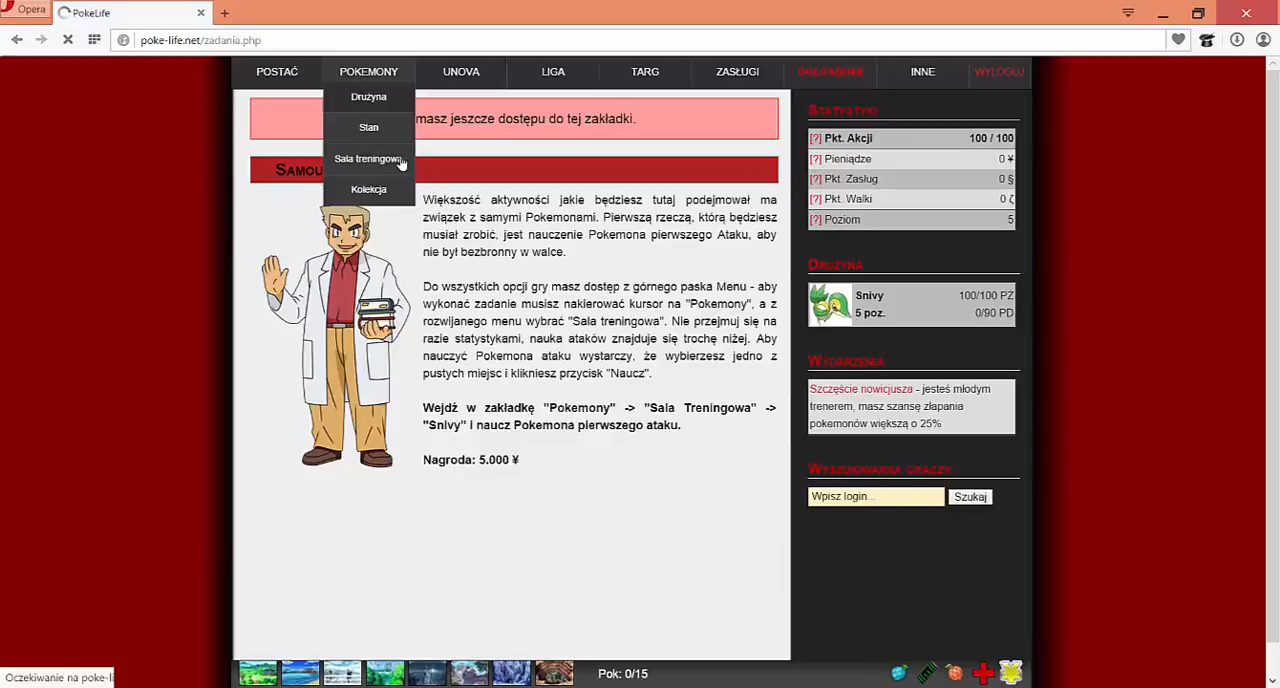 Opera
PokeLife
poke-life.net/zadania.php
POSTAĆ POKEMONY UNOVA LIGA TARG ZASŁUGI OGŁOSZENIE INNE WYLOGUJ
Drużyna
Stan
Sala treningowa
Kolekcja
masz jeszcze dostępu do tej zakładki.
Samou
Większość aktywności jakie będziesz tutaj podejmował ma
związek z samymi Pokemonami. Pierwszą rzeczą, którą będziesz
musiał zrobić, jest nauczenie Pokemona pierwszego Ataku, aby
nie był bezbronny w walce.
Do wszystkich opcji gry masz dostęp z górnego paska Menu - aby
wykonać zadanie musisz nakierować kursor na "Pokemony", a z
rozwijanego menu wybrać "Sala treningowa". Nie przejmuj się na
razie statystykami, nauka ataków znajduje się trochę niżej. Aby
nauczyć Pokemona ataku wystarczy, że wybierzesz jedno z
pustych miejsc i klikniesz przycisk "Naucz".
Wejdź w zakładkę "Pokemony" -> "Sala Treningowa" ->
"Snivy" i naucz Pokemona pierwszego ataku.
Nagroda: 5.000 ¥
Statystyki
[?] Pkt. Akcji 100 / 100
[?] Pieniądze 0 ¥
[?] Pkt. Zasług 0 §
[?] Pkt. Walki 0 ζ
[?] Poziom 5
Drużyna
Snivy 100/100 PZ
5 poz. 0/90 PD
Wydarzenia
Szczęście nowicjusza - jesteś młodym
trenerem, masz szansę złapania
pokemonów większą o 25%
Wyszukiwarka graczy
Wpisz login... Szukaj
Pok: 0/15
Oczekiwanie na poke-li